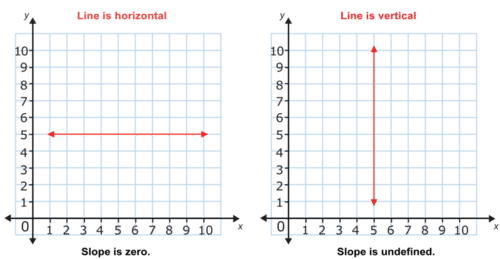 Line is horizontal
y
10
9
8
7
6
5
4
3
2
1
0
1 2 3 4 5 6 7 8 9 10
x
Slope is zero.
Line is vertical
y
10
9
8
7
6
5
4
3
2
1
0
1 2 3 4 5 6 7 8 9 10
x
Slope is undefined.